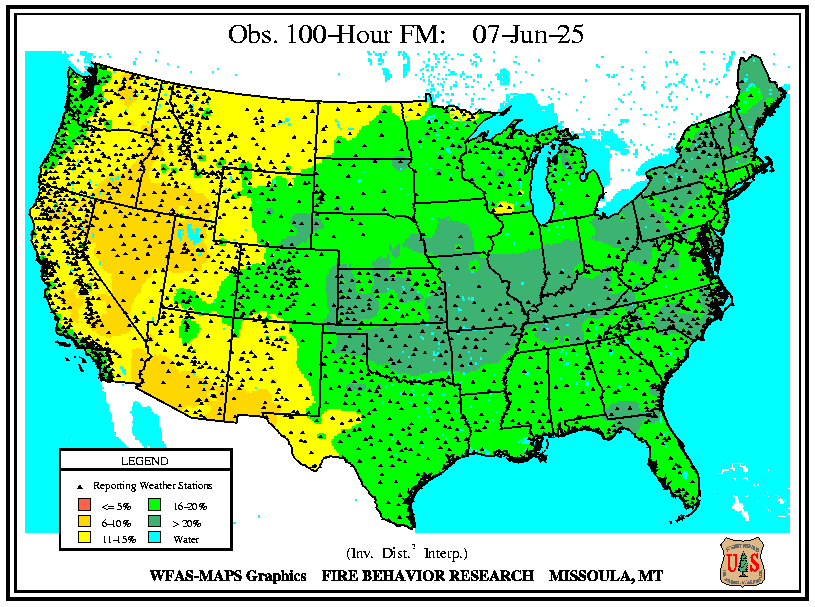 Obs. 100-Hour FM: 07-Jun-25
LEGEND
Reporting Weather Stations
<= 5% 16-20%
6-10% > 20%
11-15% Water
(Inv. Dist.² Interp.)
WFAS-MAPS Graphics FIRE BEHAVIOR RESEARCH MISSOULA, MT
U S